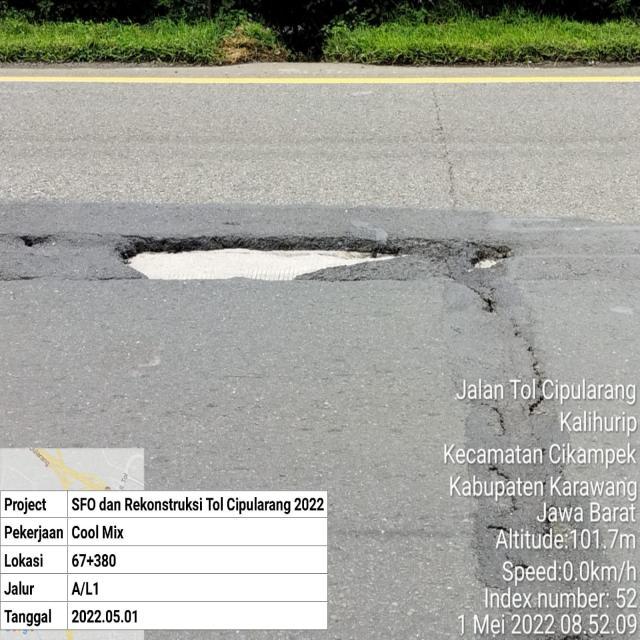 Jalan Tol Cipularang
Kalihurip
Kecamatan Cikampek
Kabupaten Karawang
Jawa Barat
Altitude:101.7m
Speed:0.0km/h
Index number: 52
1 Mei 2022 08.52.09
Project SFO dan Rekonstruksi Tol Cipularang 2022
Pekerjaan Cool Mix
Lokasi 67+380
Jalur A/L1
Tanggal 2022.05.01